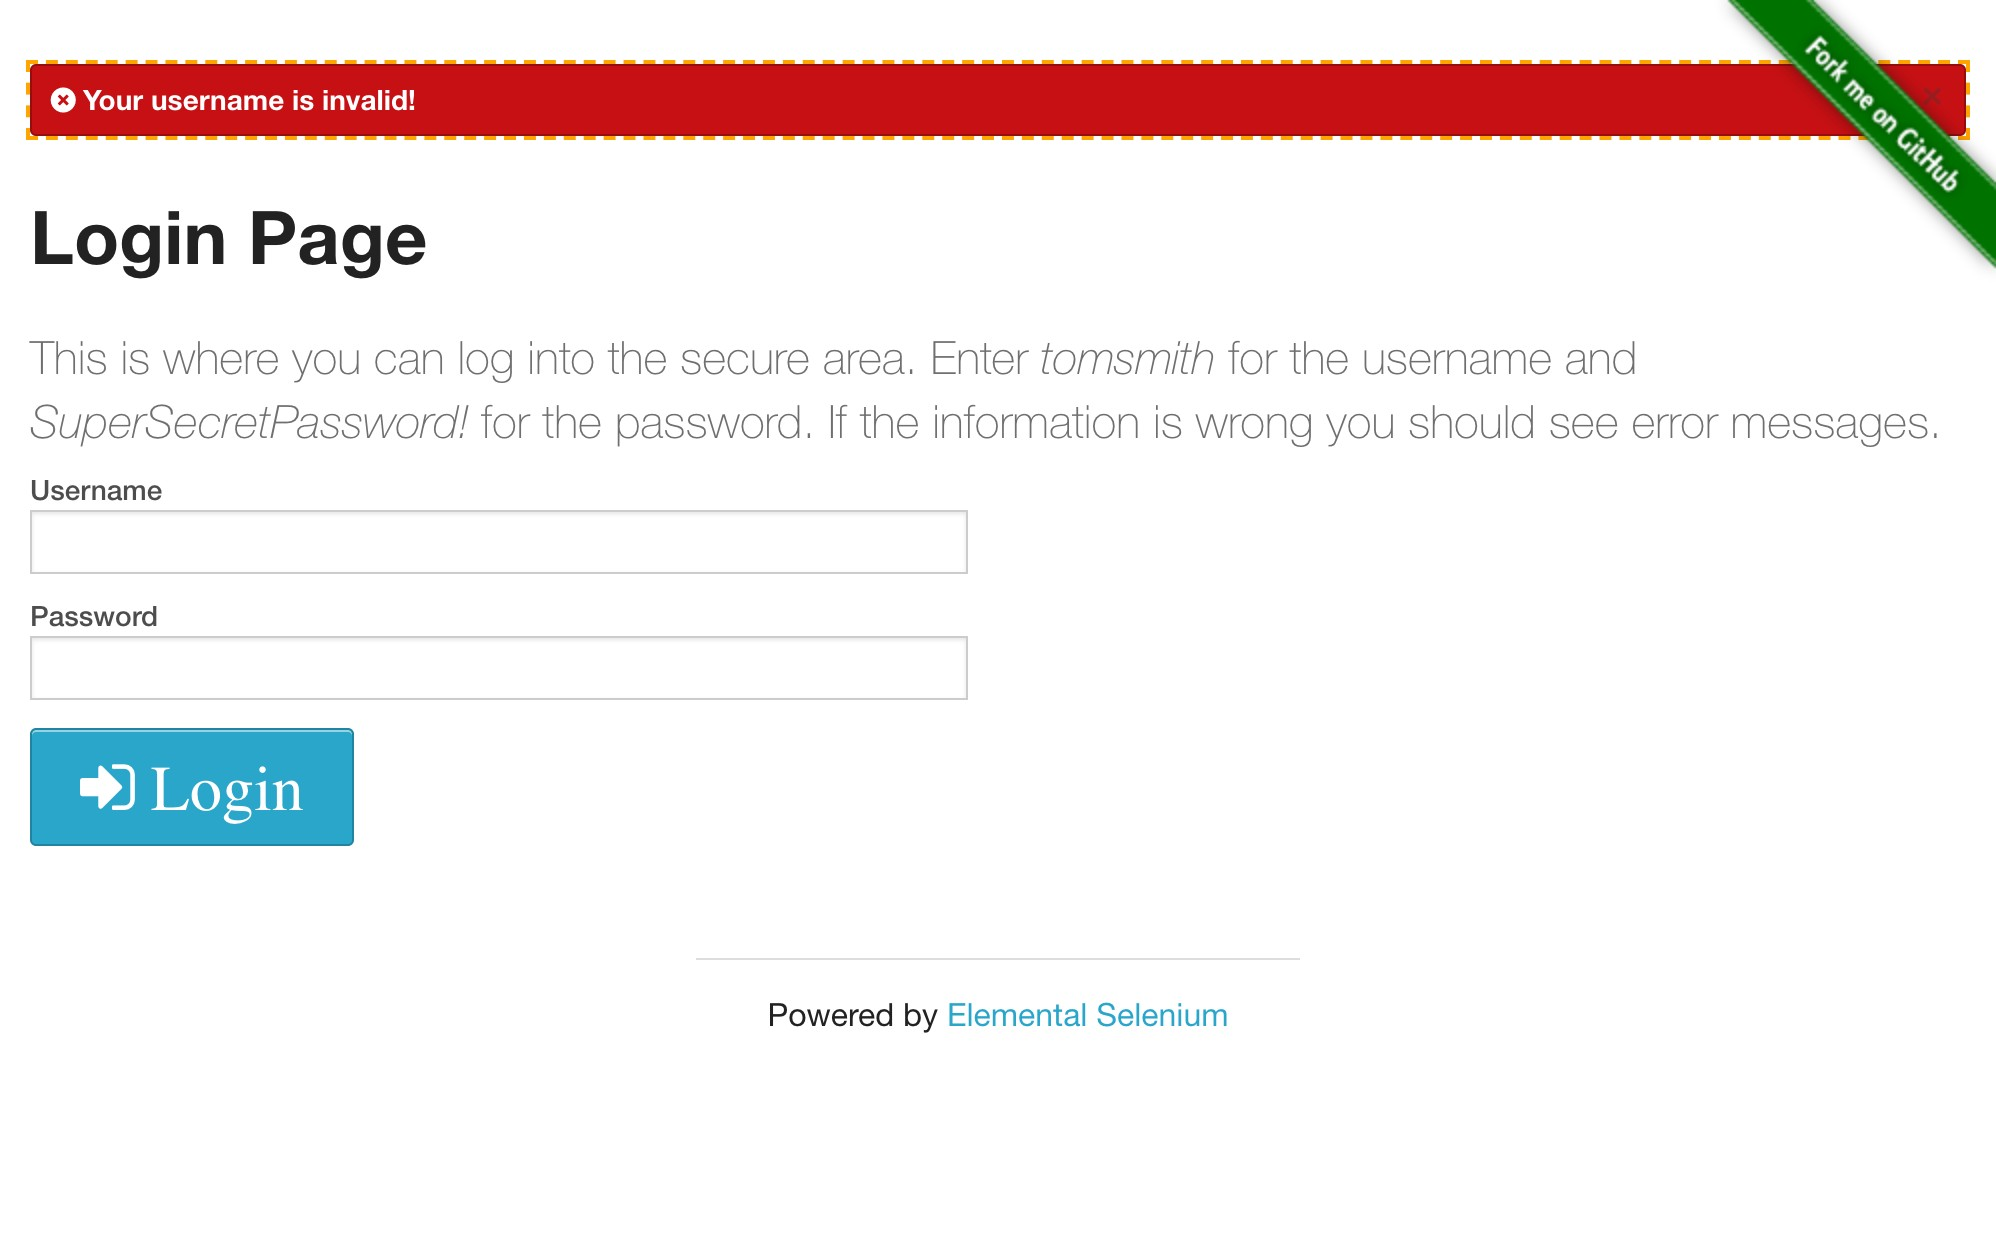 Your username is invalid!
×
Fork me on GitHub
Login Page
This is where you can log into the secure area. Enter tomsmith for the username and
SuperSecretPassword! for the password. If the information is wrong you should see error messages.
Username
Password
Login
Powered by Elemental Selenium